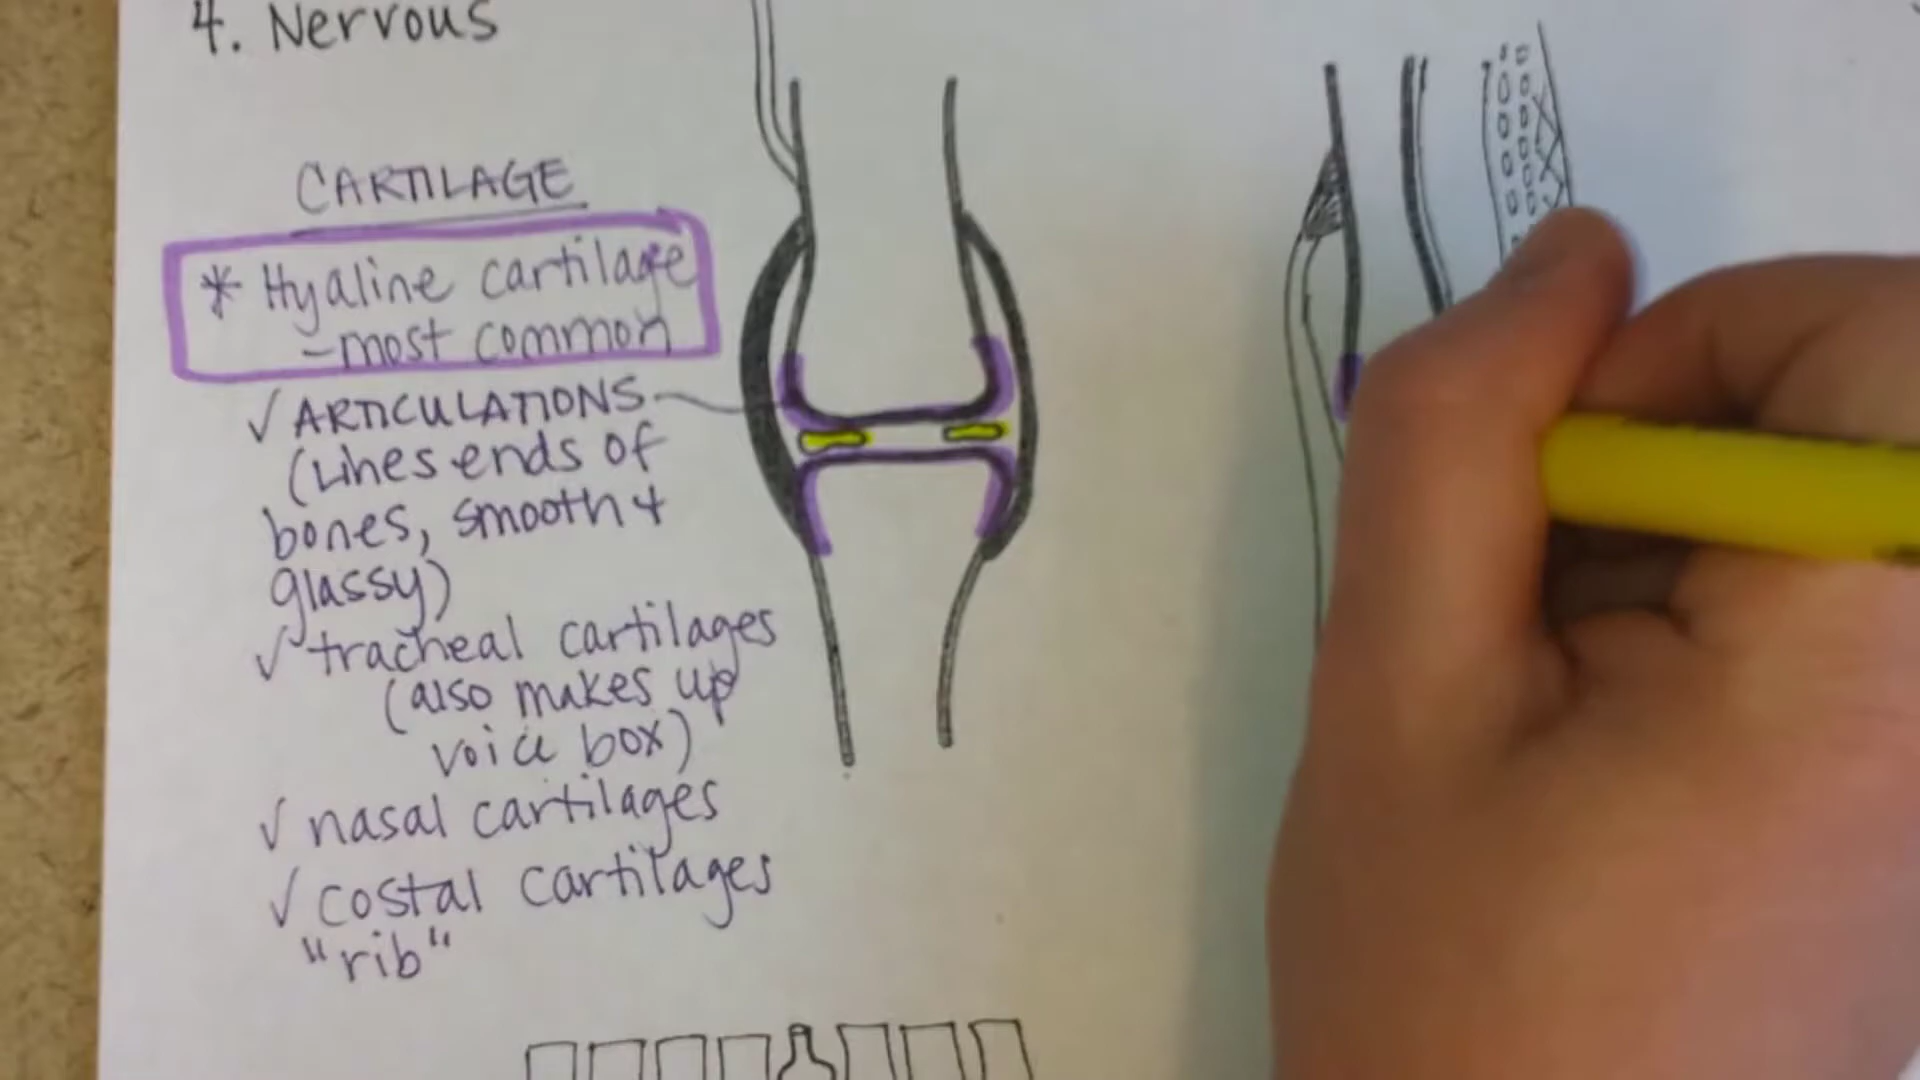 4. Nervous
CARTILAGE
* Hyaline cartilage
- most common
✓ ARTICULATIONS
(Lines ends of
bones, smooth +
glassy)
✓ tracheal cartilages
(also makes up
voice box)
✓ nasal cartilages
✓ costal cartilages
"rib"